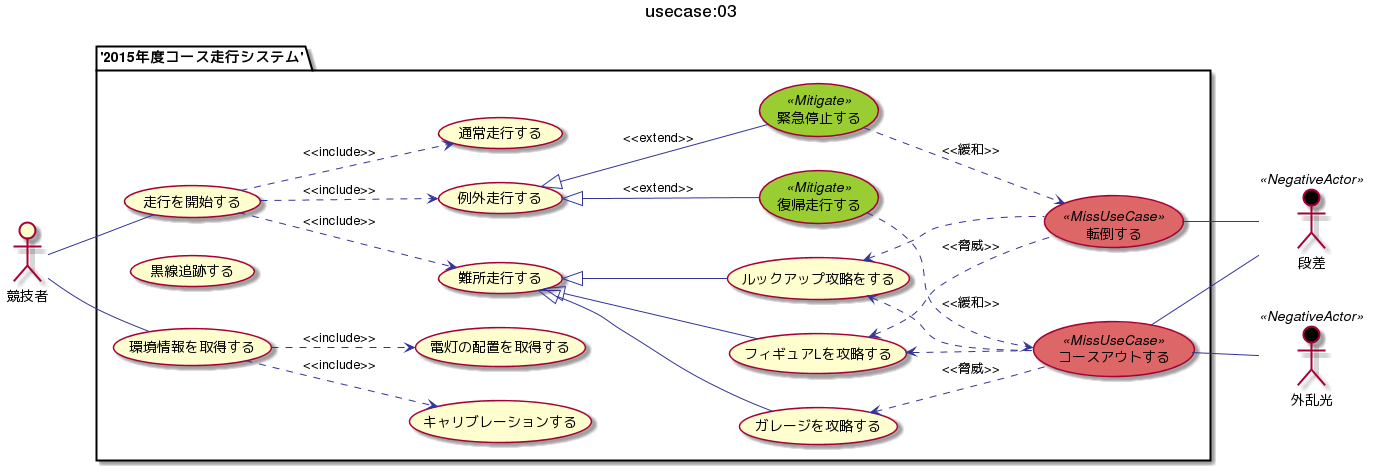 usecase:03
'2015年度コース走行システム'
競技者
走行を開始する
黒線追跡する
環境情報を取得する
<<include>>
<<include>>
<<include>>
<<include>>
<<include>>
通常走行する
例外走行する
難所走行する
電灯の配置を取得する
キャリブレーションする
<<extend>>
<<extend>>
«Mitigate»
緊急停止する
«Mitigate»
復帰走行する
ルックアップ攻略をする
フィギュアLを攻略する
ガレージを攻略する
<<緩和>>
<<脅威>>
<<緩和>>
<<脅威>>
«MissUseCase»
転倒する
«MissUseCase»
コースアウトする
«NegativeActor»
段差
«NegativeActor»
外乱光